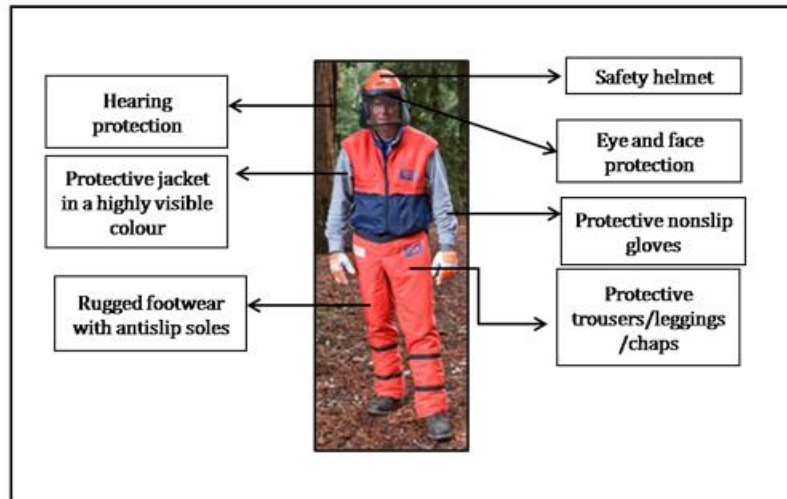 Hearing
protection
Protective jacket
in a highly visible
colour
Rugged footwear
with antislip soles
Safety helmet
Eye and face
protection
Protective nonslip
gloves
Protective
trousers/leggings
/chaps